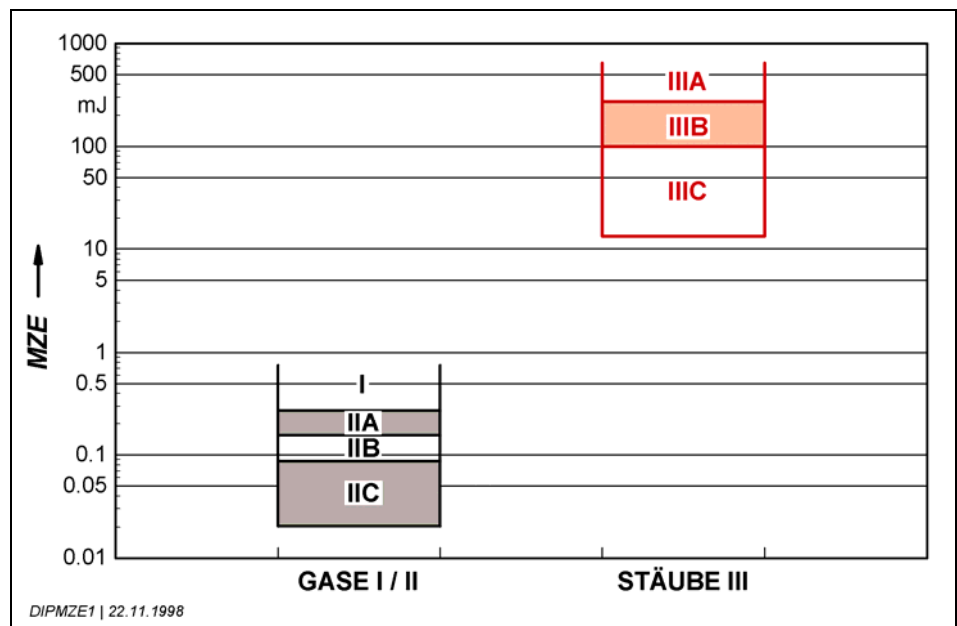 1000
500
mJ
100
50
10
5
1
0.5
0.1
0.05
0.01
MZE
IIIA
IIIB
IIIC
I
IIA
IIB
IIC
GASE I / II
STÄUBE III
DIPMZE1 | 22.11.1998